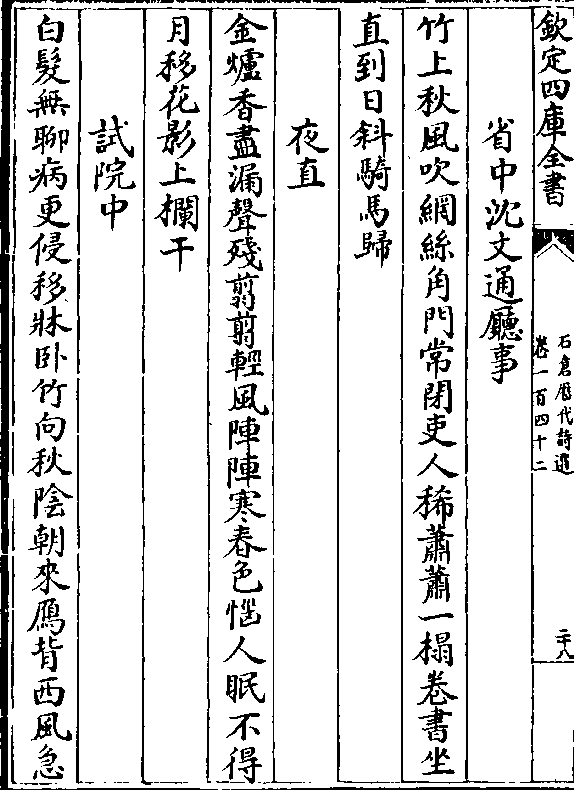 欽定四庫全書
石倉歷代詩選
卷一百四十二
二十八
省中沈文通廳事
竹上秋風吹網絲角門常閉吏人稀蕭蕭一榻卷書坐
直到日斜騎馬歸
夜直
金爐香盡漏聲殘翦翦輕風陣陣寒春色惱人眠不得
月移花影上欄干
試院中
白髮無聊病更侵移牀卧竹向秋陰朝來鴈背西風急